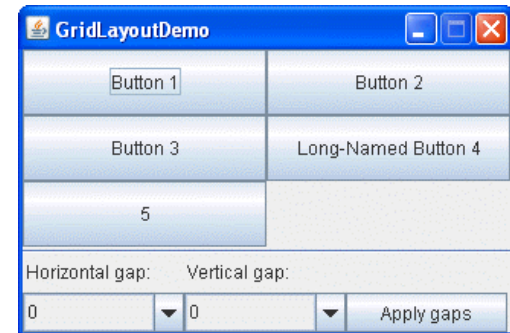 GridLayoutDemo
Button 1 Button 2
Button 3 Long-Named Button 4
5
Horizontal gap: Vertical gap:
0 0 Apply gaps